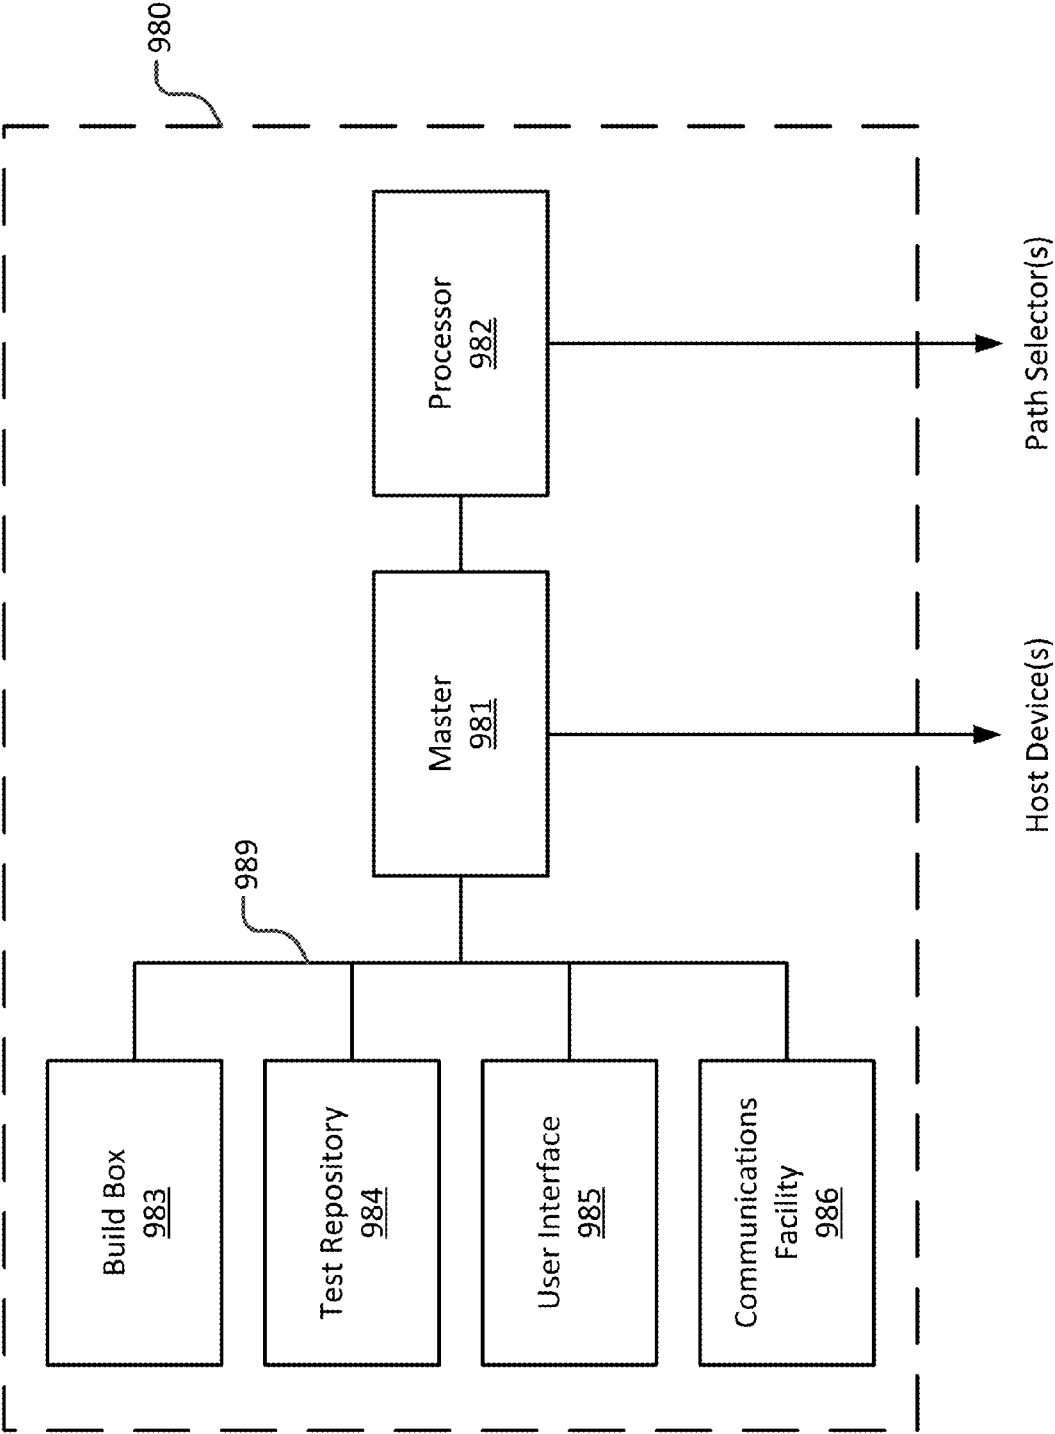 980
Build Box
983
Test Repository
984
User Interface
985
Communications
Facility
986
989
Master
981
Processor
982
Host Device(s)
Path Selector(s)